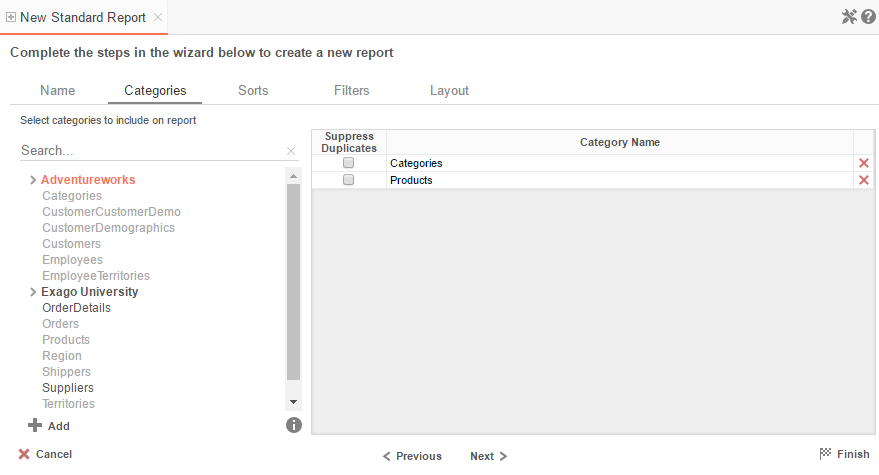 New Standard Report
Complete the steps in the wizard below to create a new report
Name Categories Sorts Filters Layout
Select categories to include on report
Search...
Adventureworks
Categories
CustomerCustomerDemo
CustomerDemographics
Customers
Employees
EmployeeTerritories
Exago University
OrderDetails
Orders
Products
Region
Shippers
Suppliers
Territories
Add
Suppress
Duplicates
Category Name
Categories
Products
Cancel
Previous Next
Finish